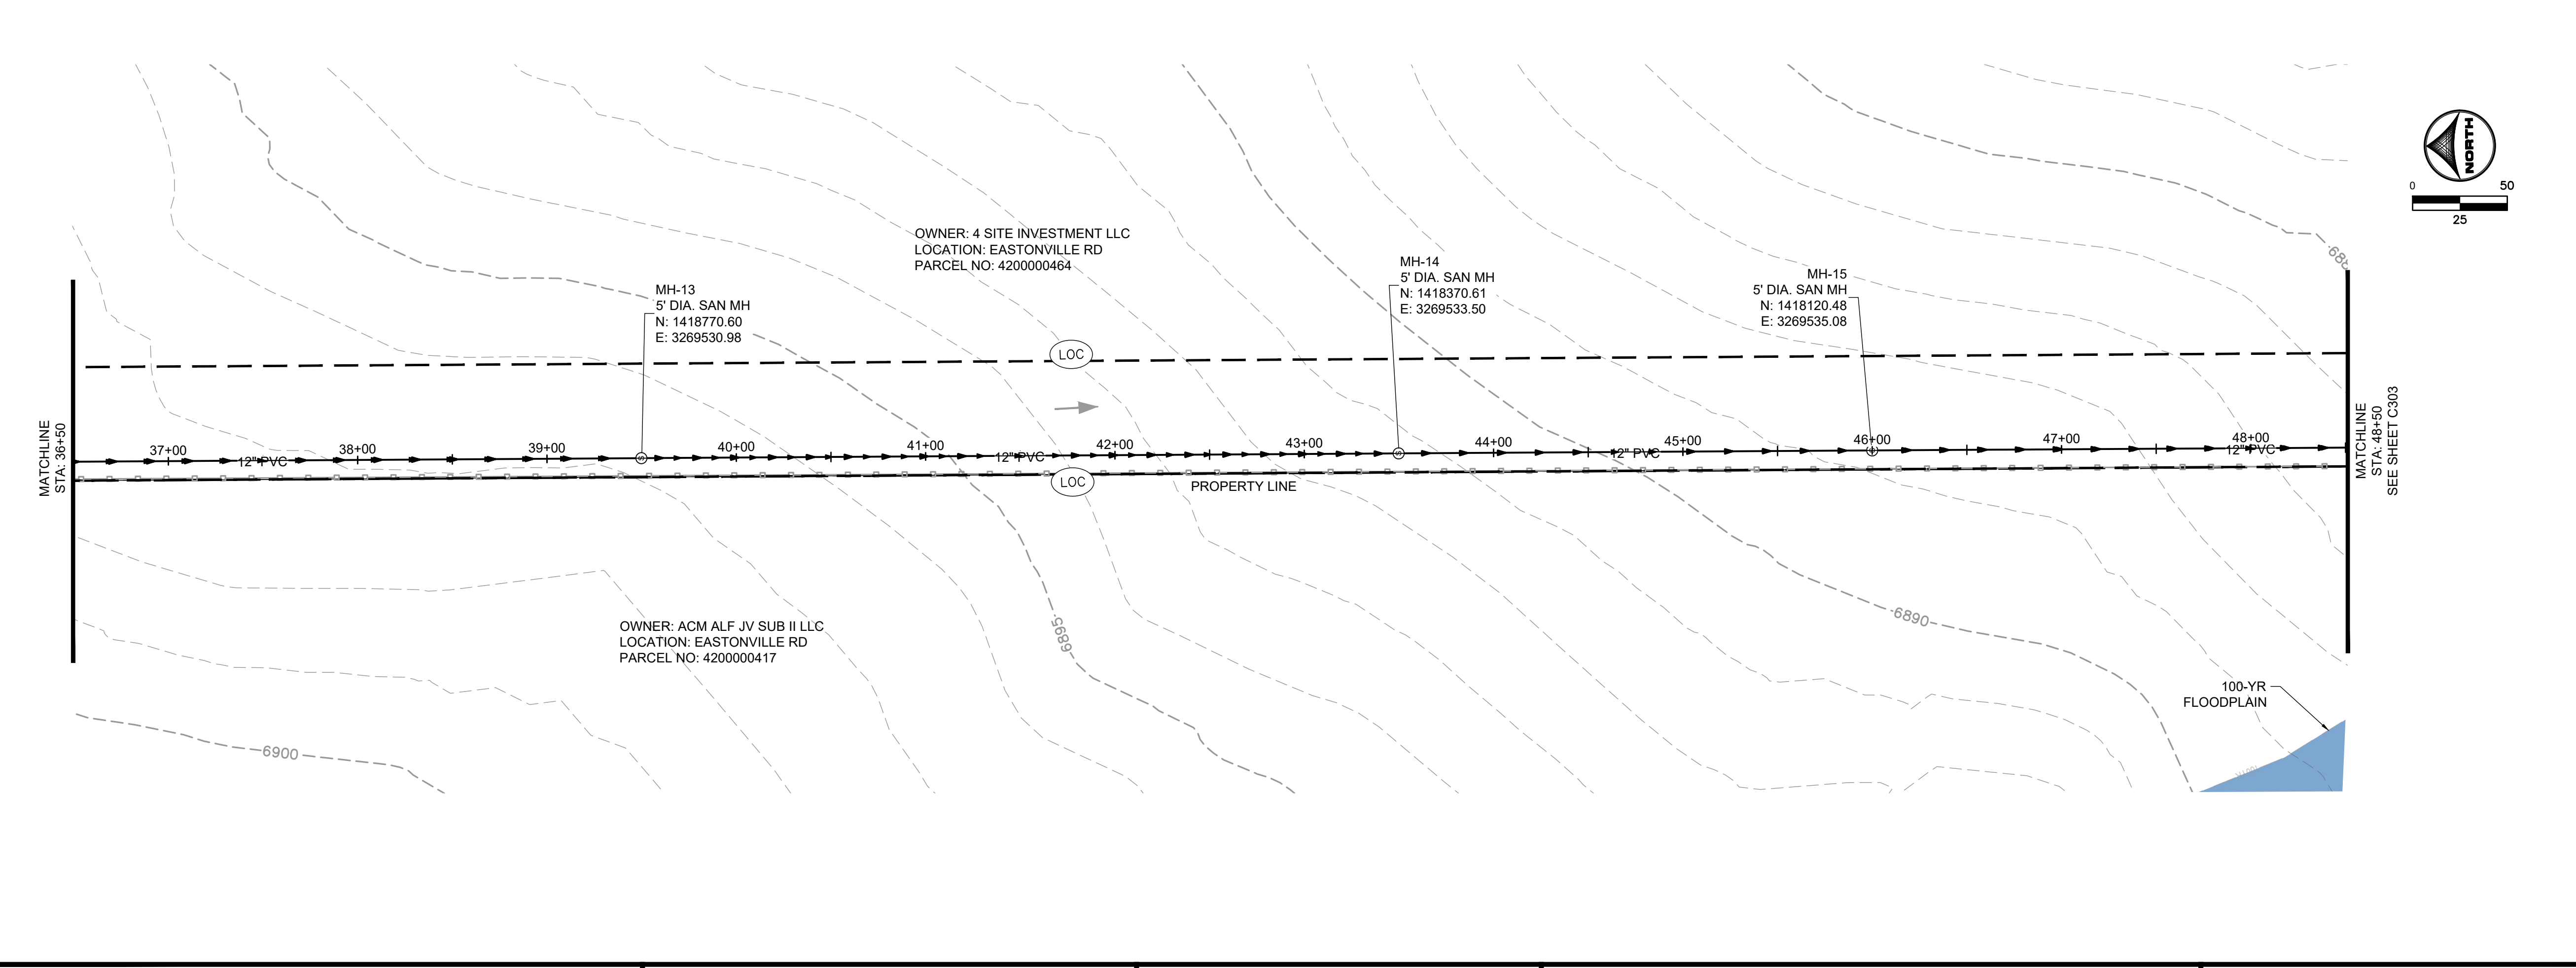 NORTH
0 50
25
OWNER: 4 SITE INVESTMENT LLC
LOCATION: EASTONVILLE RD
PARCEL NO: 4200000464
MH-13
5' DIA. SAN MH
N: 1418770.60
E: 3269530.98
MH-14
5' DIA. SAN MH
N: 1418370.61
E: 3269533.50
MH-15
5' DIA. SAN MH
N: 1418120.48
E: 3269535.08
LOC
MATCHLINE
STA: 36+50
37+00
38+00
39+00
40+00
41+00
42+00
43+00
44+00
45+00
46+00
47+00
48+00
12" PVC
12" PVC
12" PVC
12" PVC
MATCHLINE
STA: 48+50
SEE SHEET C303
LOC
PROPERTY LINE
OWNER: ACM ALF JV SUB II LLC
LOCATION: EASTONVILLE RD
PARCEL NO: 4200000417
6895
6890
6900
100-YR
FLOODPLAIN